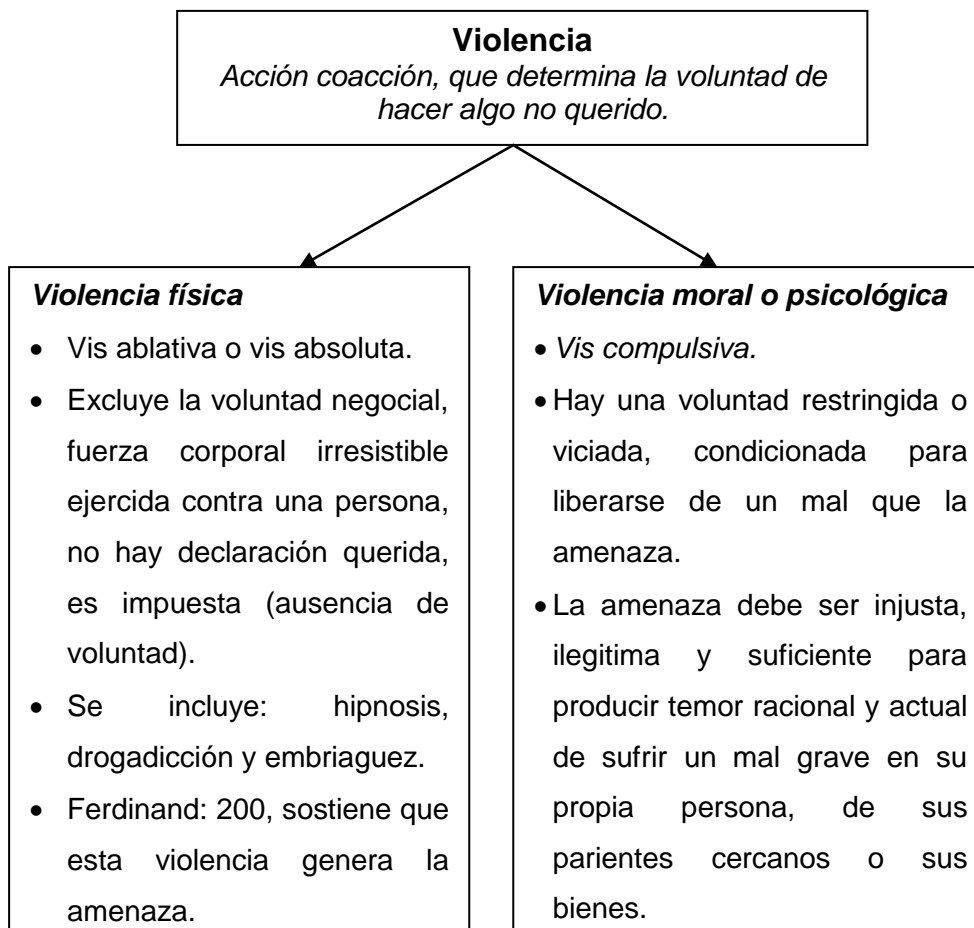 Violencia
Acción coacción, que determina la voluntad de
hacer algo no querido.
Violencia física
• Vis ablativa o vis absoluta.
• Excluye la voluntad negocial,
fuerza corporal irresistible
ejercida contra una persona,
no hay declaración querida,
es impuesta (ausencia de
voluntad).
• Se incluye: hipnosis,
drogadicción y embriaguez.
• Ferdinand: 200, sostiene que
esta violencia genera la
amenaza.
Violencia moral o psicológica
• Vis compulsiva.
• Hay una voluntad restringida o
viciada, condicionada para
liberarse de un mal que la
amenaza.
• La amenaza debe ser injusta,
ilegitima y suficiente para
producir temor racional y actual
de sufrir un mal grave en su
propia persona, de sus
parientes cercanos o sus
bienes.